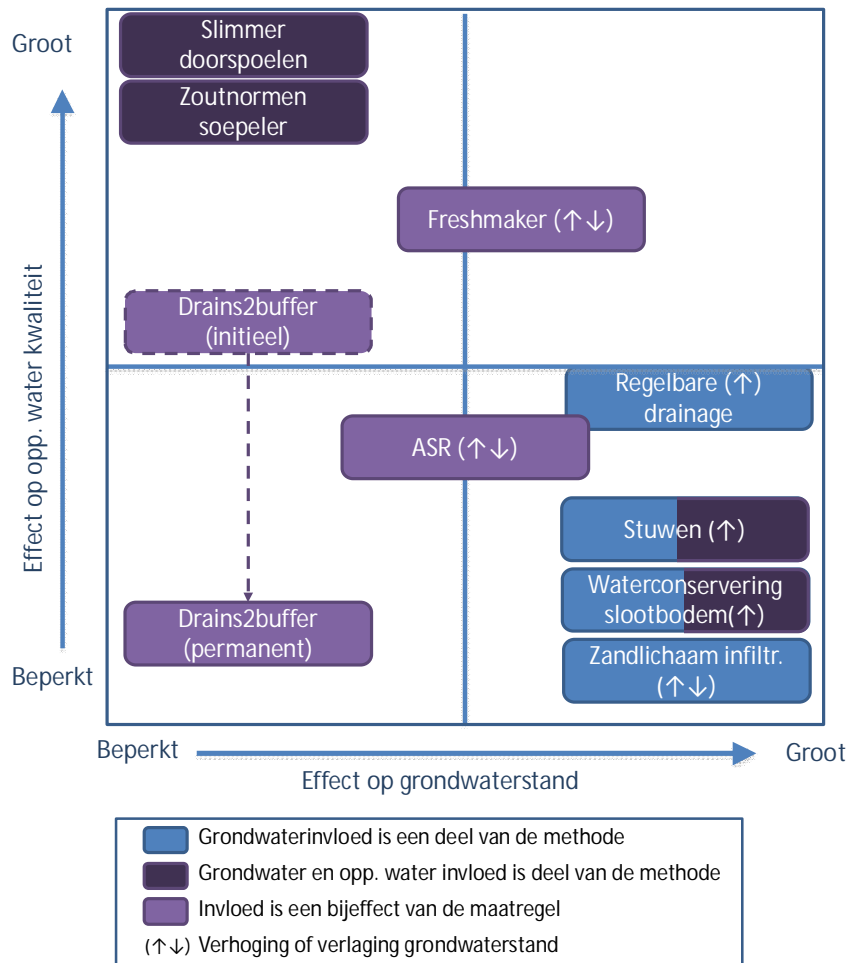 Groot
Slimmer
doorspoelen
Zoutnormen
soepeler
Freshmaker (↑↓)
Effect op opp. water kwaliteit
Drains2buffer
(initieel)
Regelbare (↑)
drainage
ASR (↑↓)
Stuwen (↑)
Waterconservering
slootbodem(↑)
Drains2buffer
(permanent)
Zandlichaam infiltr.
(↑↓)
Beperkt
Beperkt
Groot
Effect op grondwaterstand
Grondwaterinvloed is een deel van de methode
Grondwater en opp. water invloed is deel van de methode
Invloed is een bijeffect van de maatregel
(↑↓) Verhoging of verlaging grondwaterstand